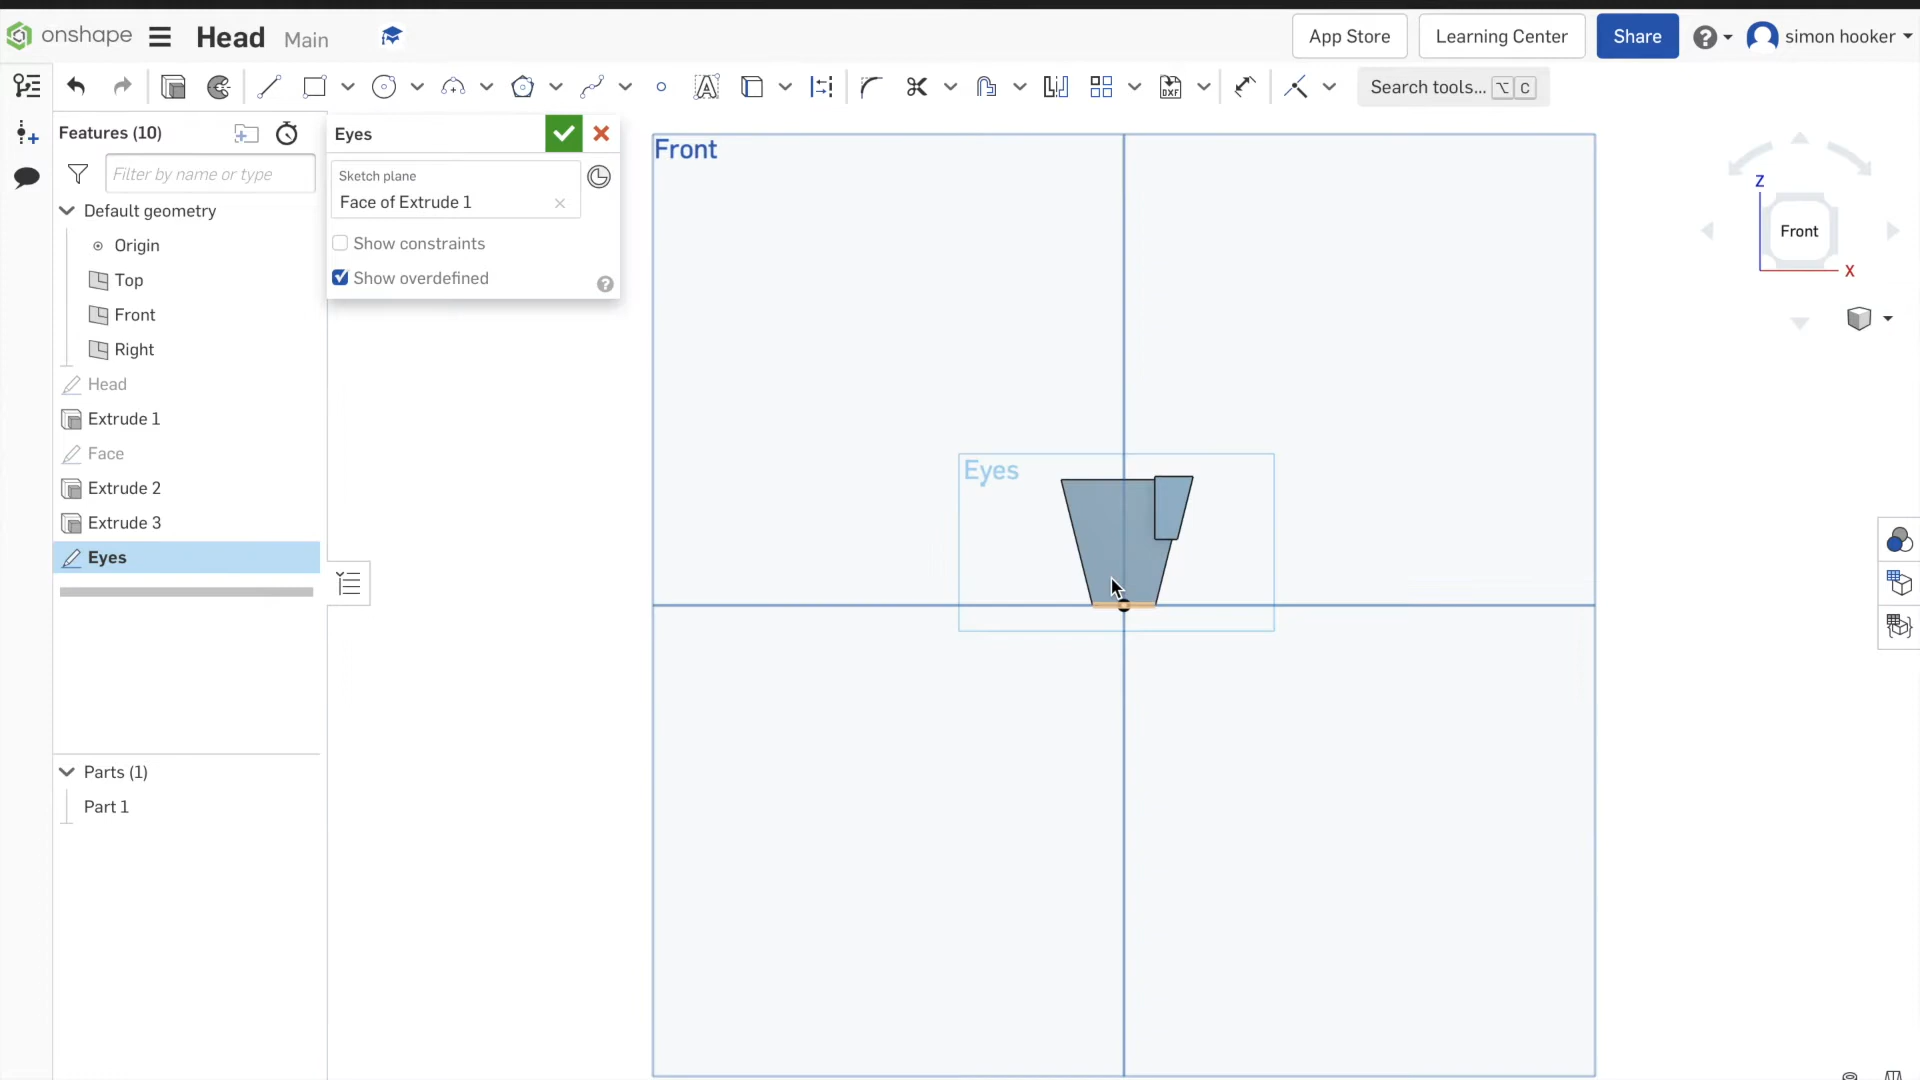 onshape
Head Main
App Store
Learning Center
Share
simon hooker
DXF
Search tools... ⌥ C
Features (10)
Filter by name or type
Default geometry
Origin
Top
Front
Right
Head
Extrude 1
Face
Extrude 2
Extrude 3
Eyes
Parts (1)
Part 1
Eyes
Sketch plane
Face of Extrude 1
Show constraints
Show overdefined
Front
Eyes
Z
Front
X